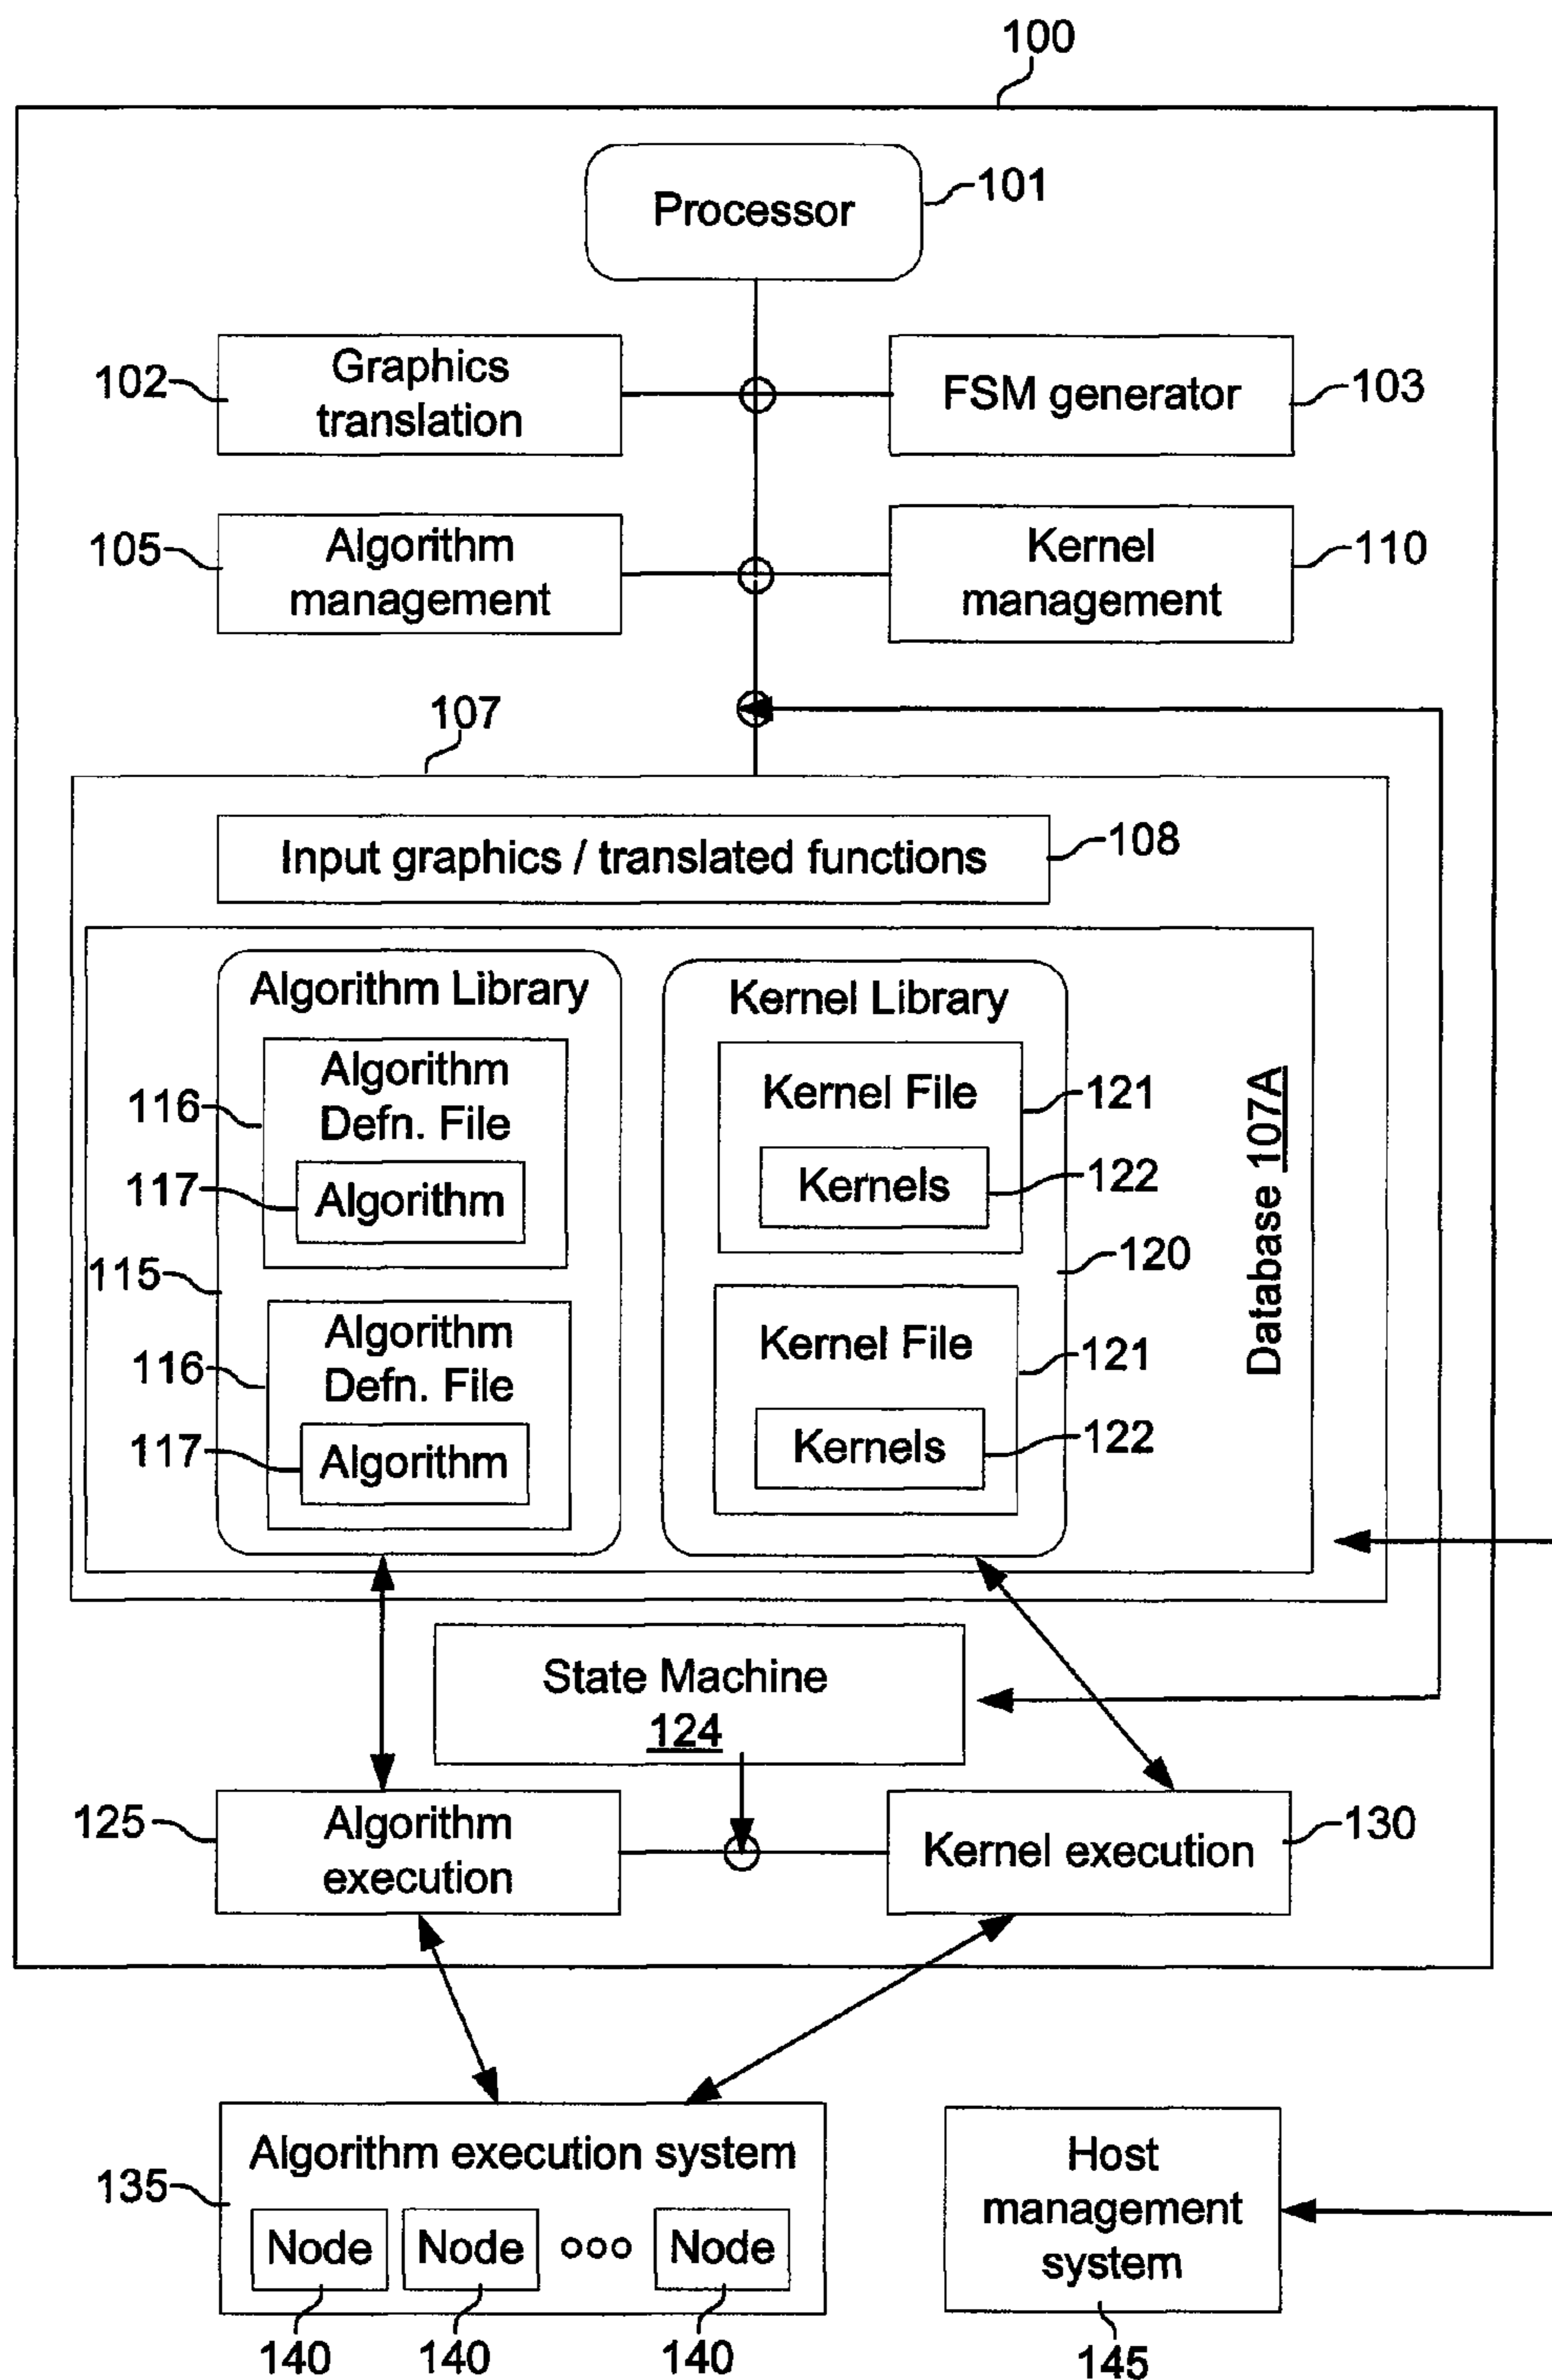 100
Processor
101
Graphics
translation
102
FSM generator
103
Algorithm
management
105
Kernel
management
110
107
Input graphics / translated functions
108
Algorithm Library
Algorithm
Defn. File
116
Algorithm
117
115
Algorithm
Defn. File
116
Algorithm
117
Kernel Library
Kernel File
121
Kernels
122
120
Kernel File
121
Kernels
122
Database 107A
State Machine
124
125
Algorithm
execution
Kernel execution
130
Algorithm execution system
135
Node
Node
ooo
Node
140
140
140
Host
management
system
145